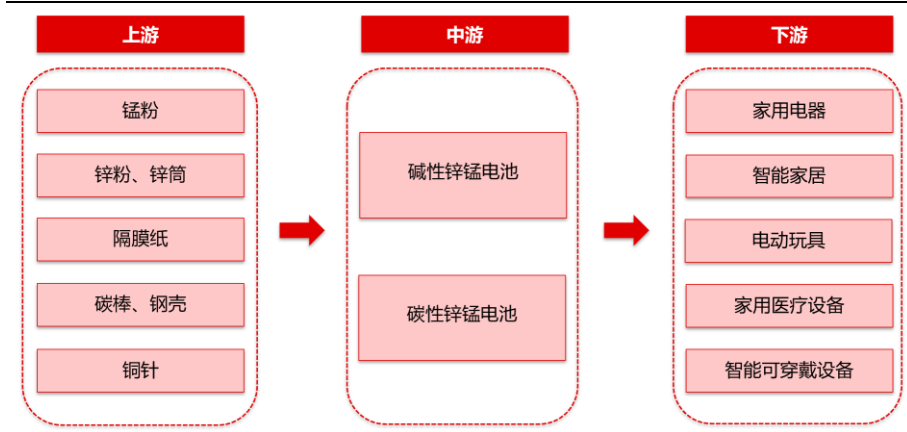 上游
锰粉
锌粉、锌筒
隔膜纸
碳棒、钢壳
铜针
中游
碱性锌锰电池
碳性锌锰电池
下游
家用电器
智能家居
电动玩具
家用医疗设备
智能可穿戴设备